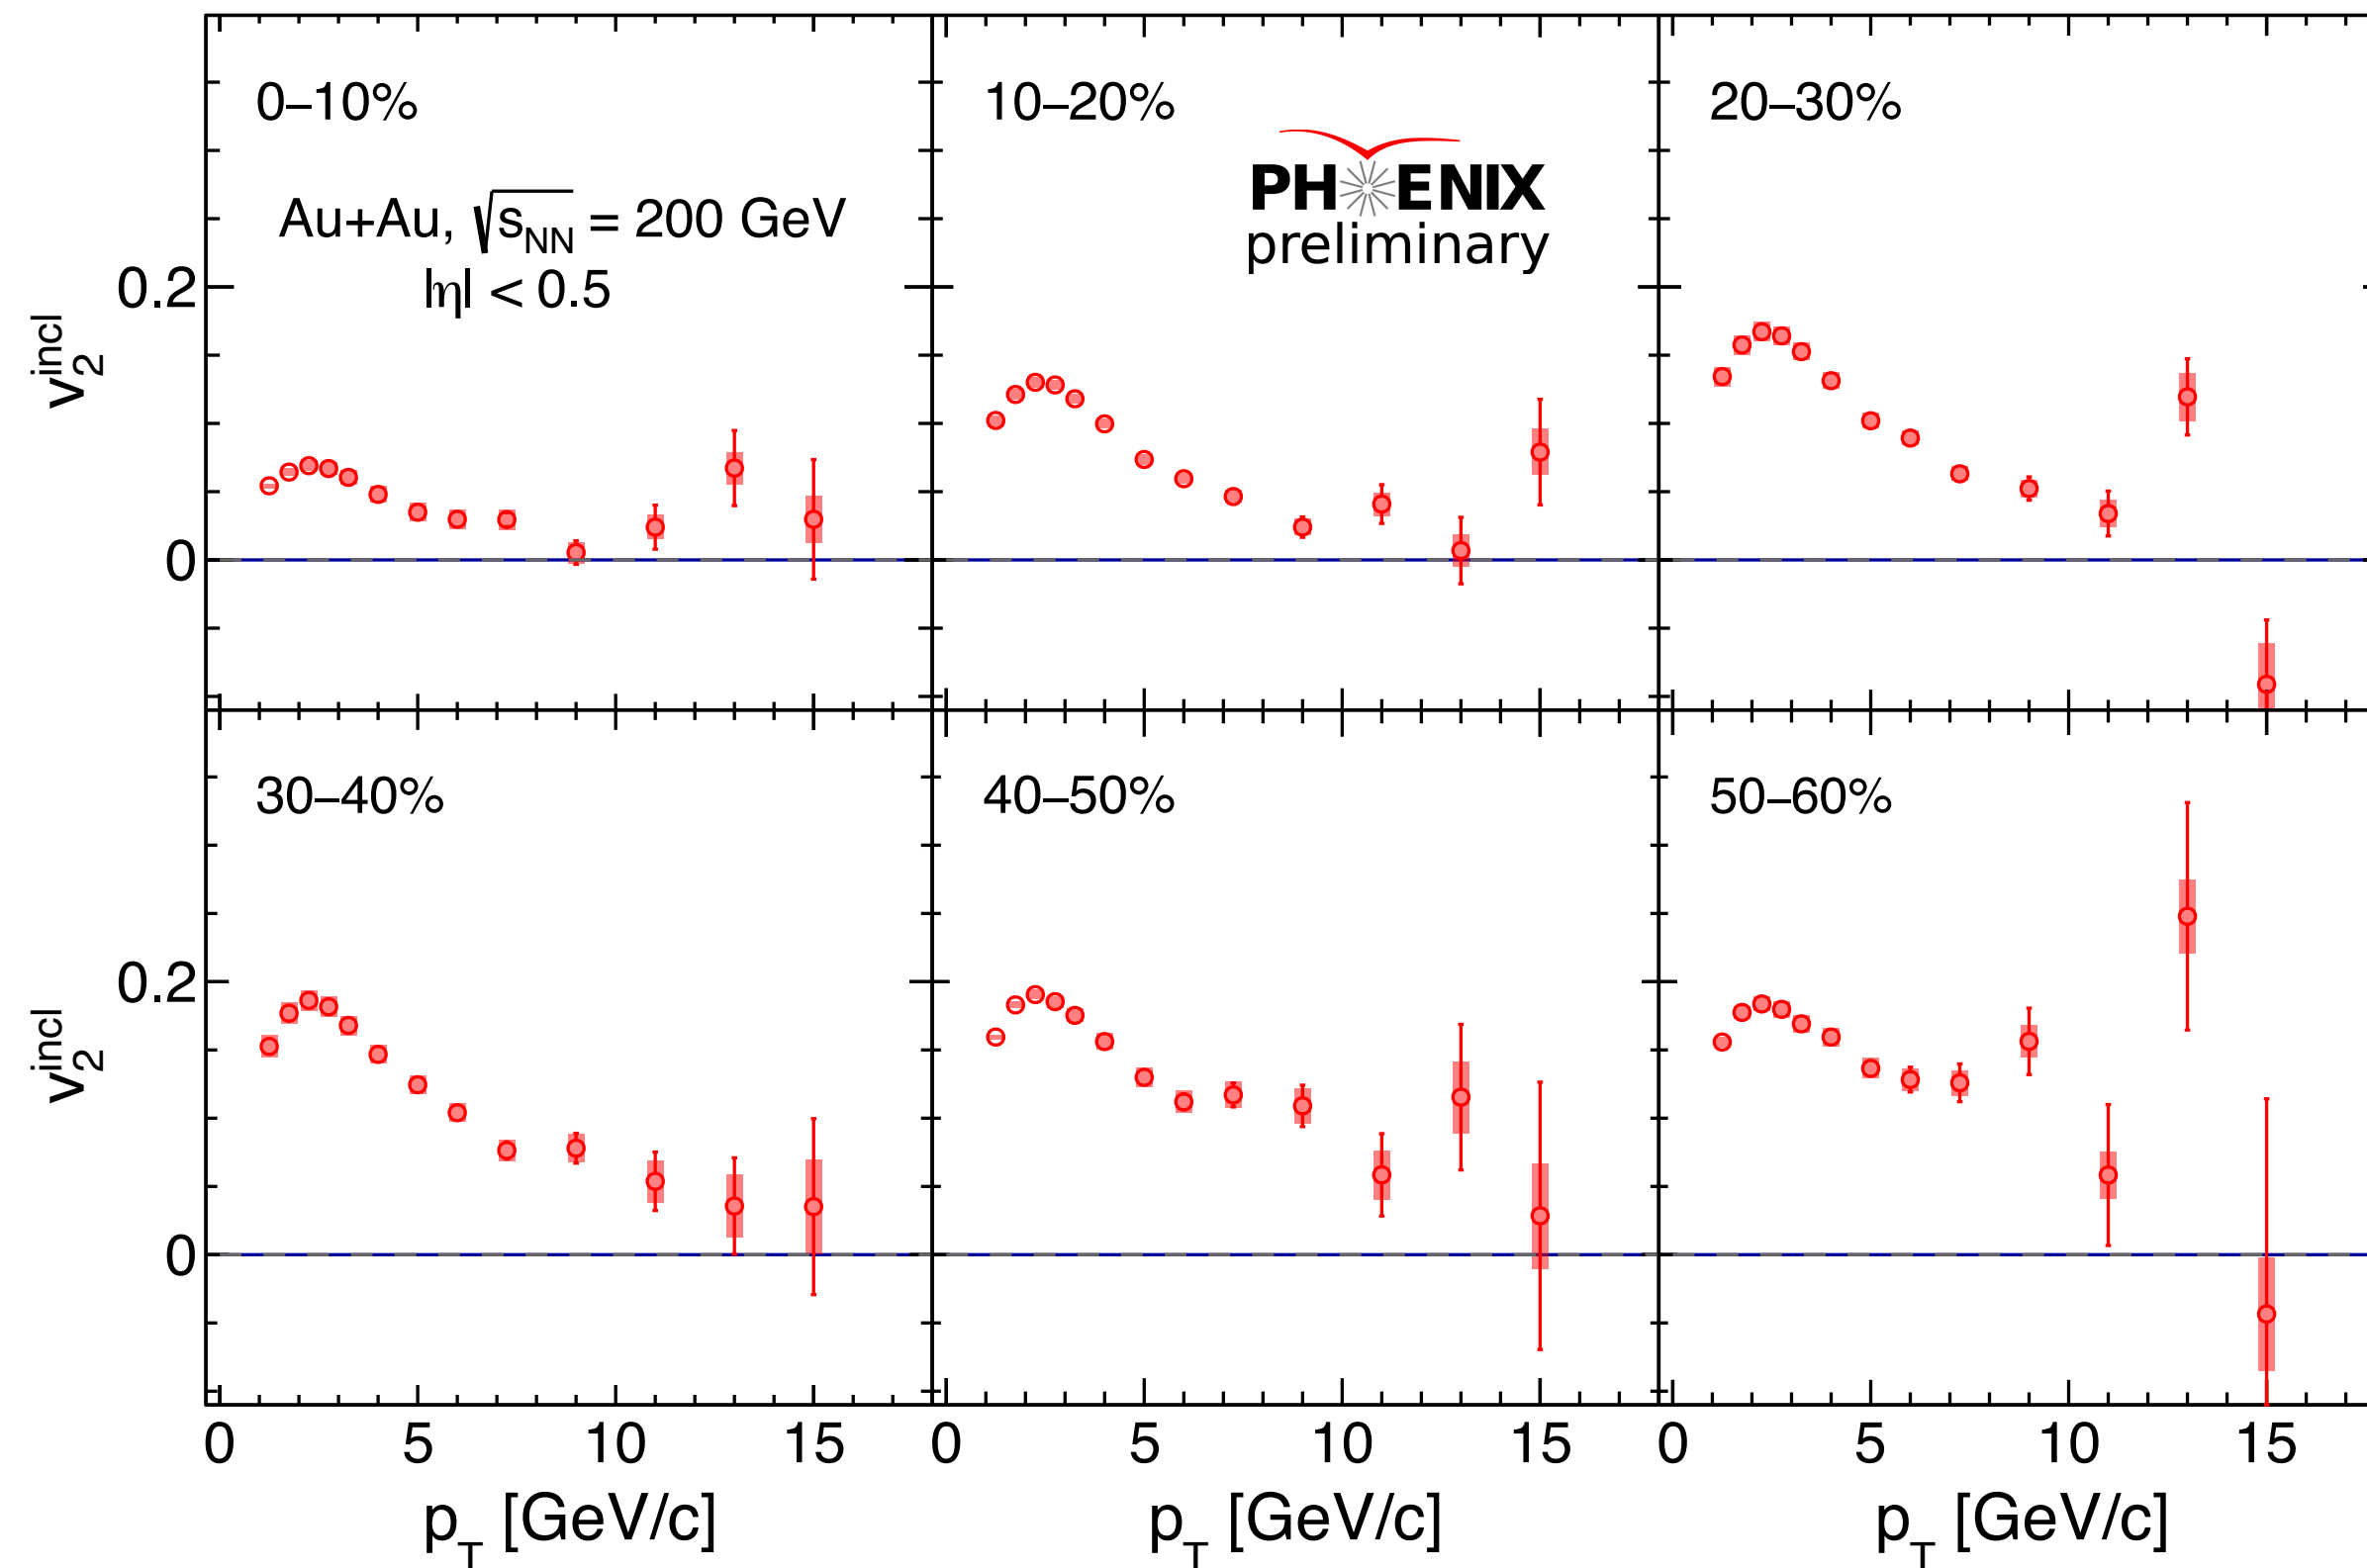 0–10%
Au+Au, √sNN = 200 GeV
|η| < 0.5
10–20%
PHENIX
preliminary
20–30%
0.2
0
v2incl
30–40%
40–50%
50–60%
0.2
0
v2incl
0 5 10 15 0 5 10 15 0 5 10 15
pT [GeV/c] pT [GeV/c] pT [GeV/c]